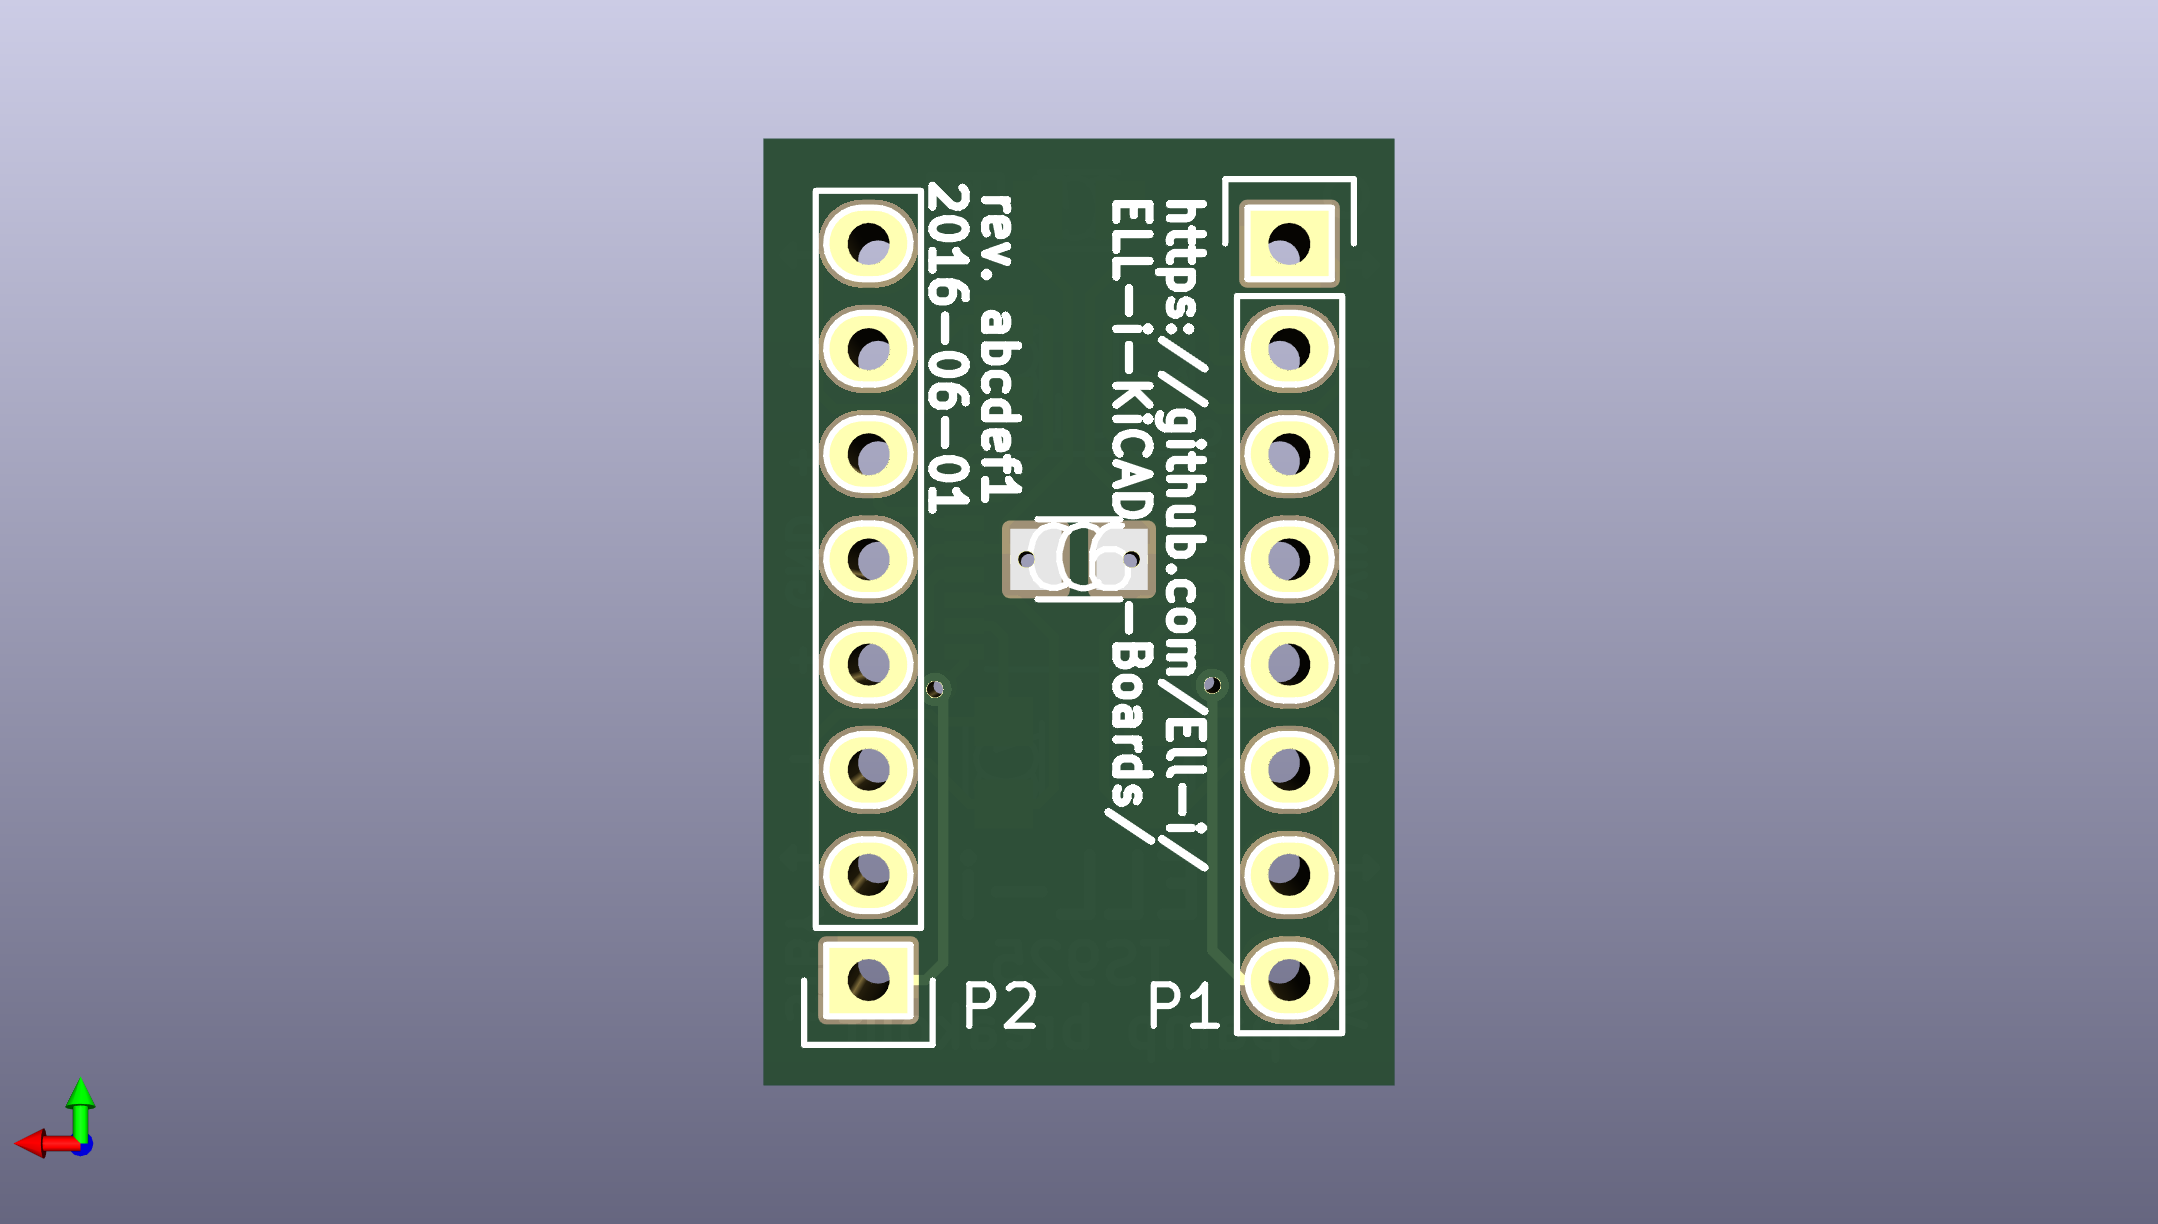 https://github.com/Ell-i/
ELL-i-KiCAD -Boards/
rev. abcdef1
2016-06-01
P2
P1